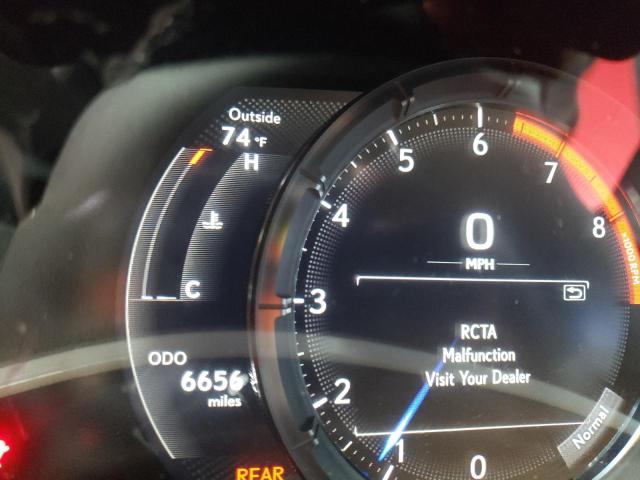 Outside
74 °F
H
C
ODO
6656
miles
REAR
6
5
7
4
8
x1000 RPM
0
MPH
3
RCTA
Malfunction
Visit Your Dealer
2
1
0
Normal